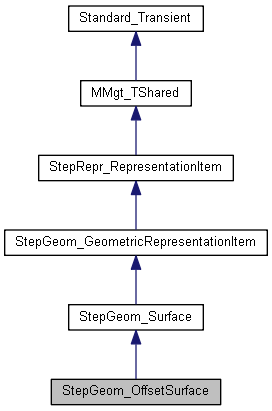 Standard_Transient
MMgt_TShared
StepRepr_RepresentationItem
StepGeom_GeometricRepresentationItem
StepGeom_Surface
StepGeom_OffsetSurface